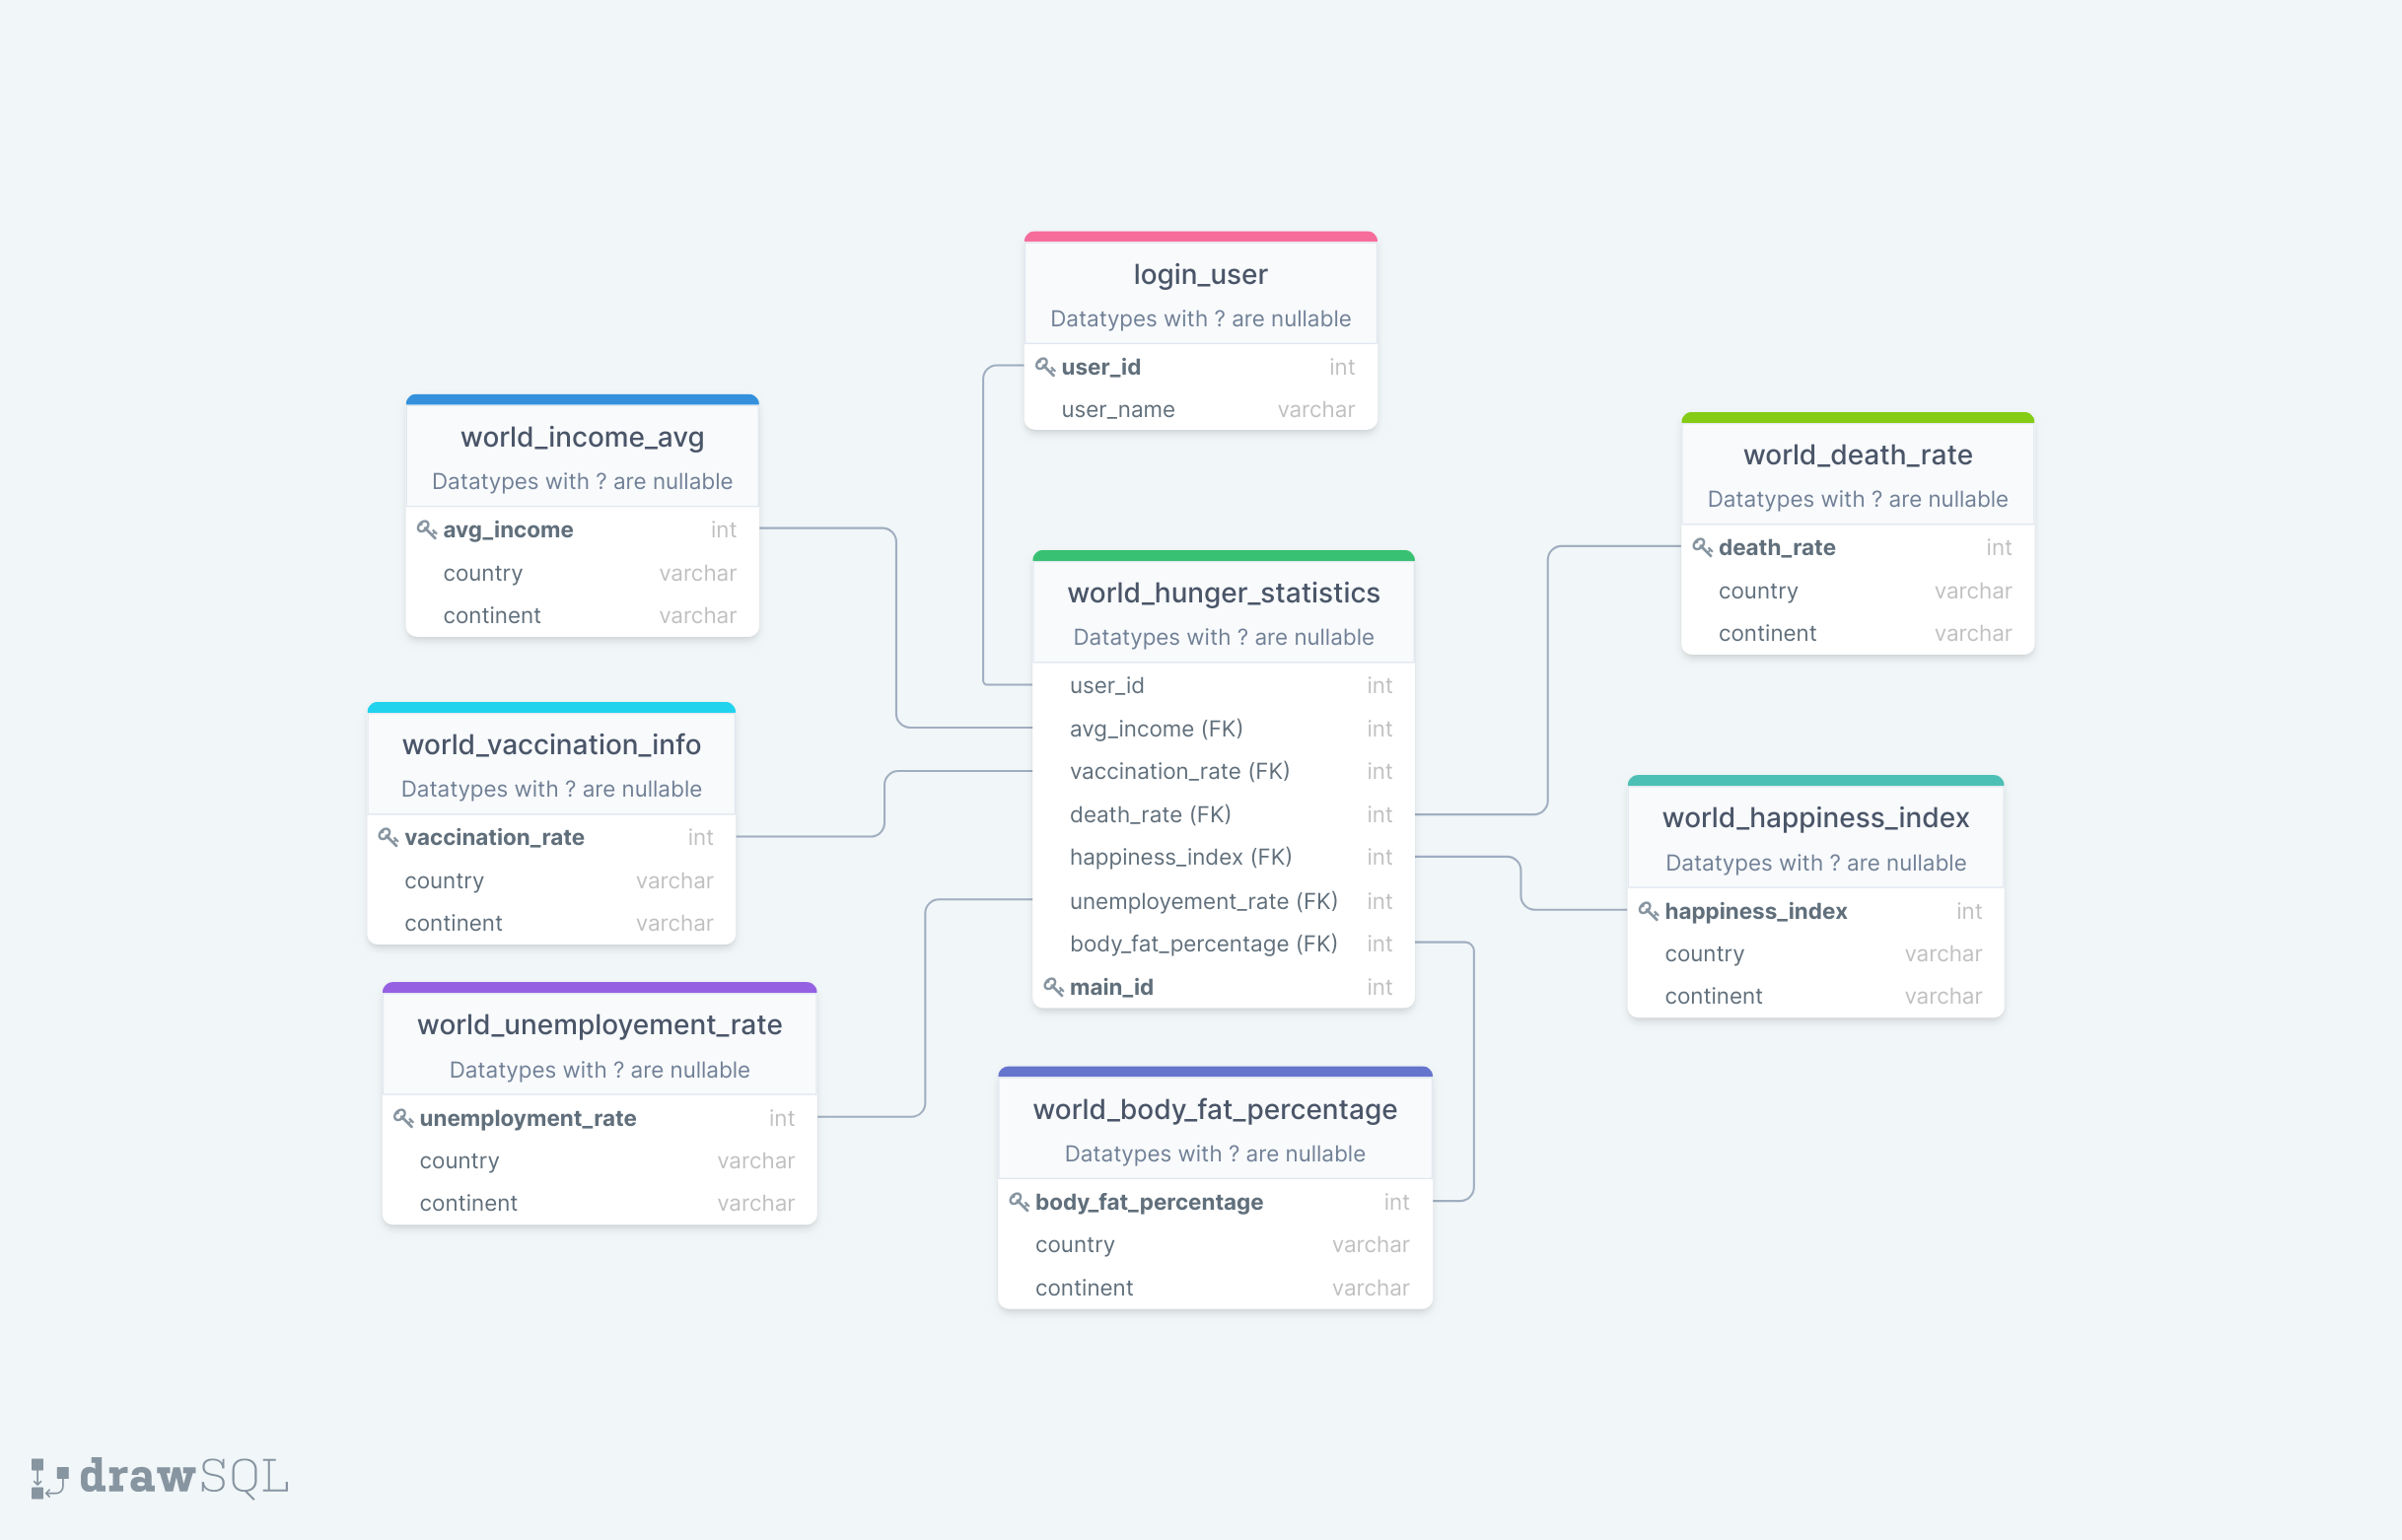 login_user
Datatypes with ? are nullable
user_id int
user_name varchar
world_income_avg
Datatypes with ? are nullable
avg_income int
country varchar
continent varchar
world_death_rate
Datatypes with ? are nullable
death_rate int
country varchar
continent varchar
world_hunger_statistics
Datatypes with ? are nullable
user_id int
avg_income (FK) int
vaccination_rate (FK) int
death_rate (FK) int
happiness_index (FK) int
unemployement_rate (FK) int
body_fat_percentage (FK) int
main_id int
world_vaccination_info
Datatypes with ? are nullable
vaccination_rate int
country varchar
continent varchar
world_happiness_index
Datatypes with ? are nullable
happiness_index int
country varchar
continent varchar
world_unemployement_rate
Datatypes with ? are nullable
unemployment_rate int
country varchar
continent varchar
world_body_fat_percentage
Datatypes with ? are nullable
body_fat_percentage int
country varchar
continent varchar
drawSQL